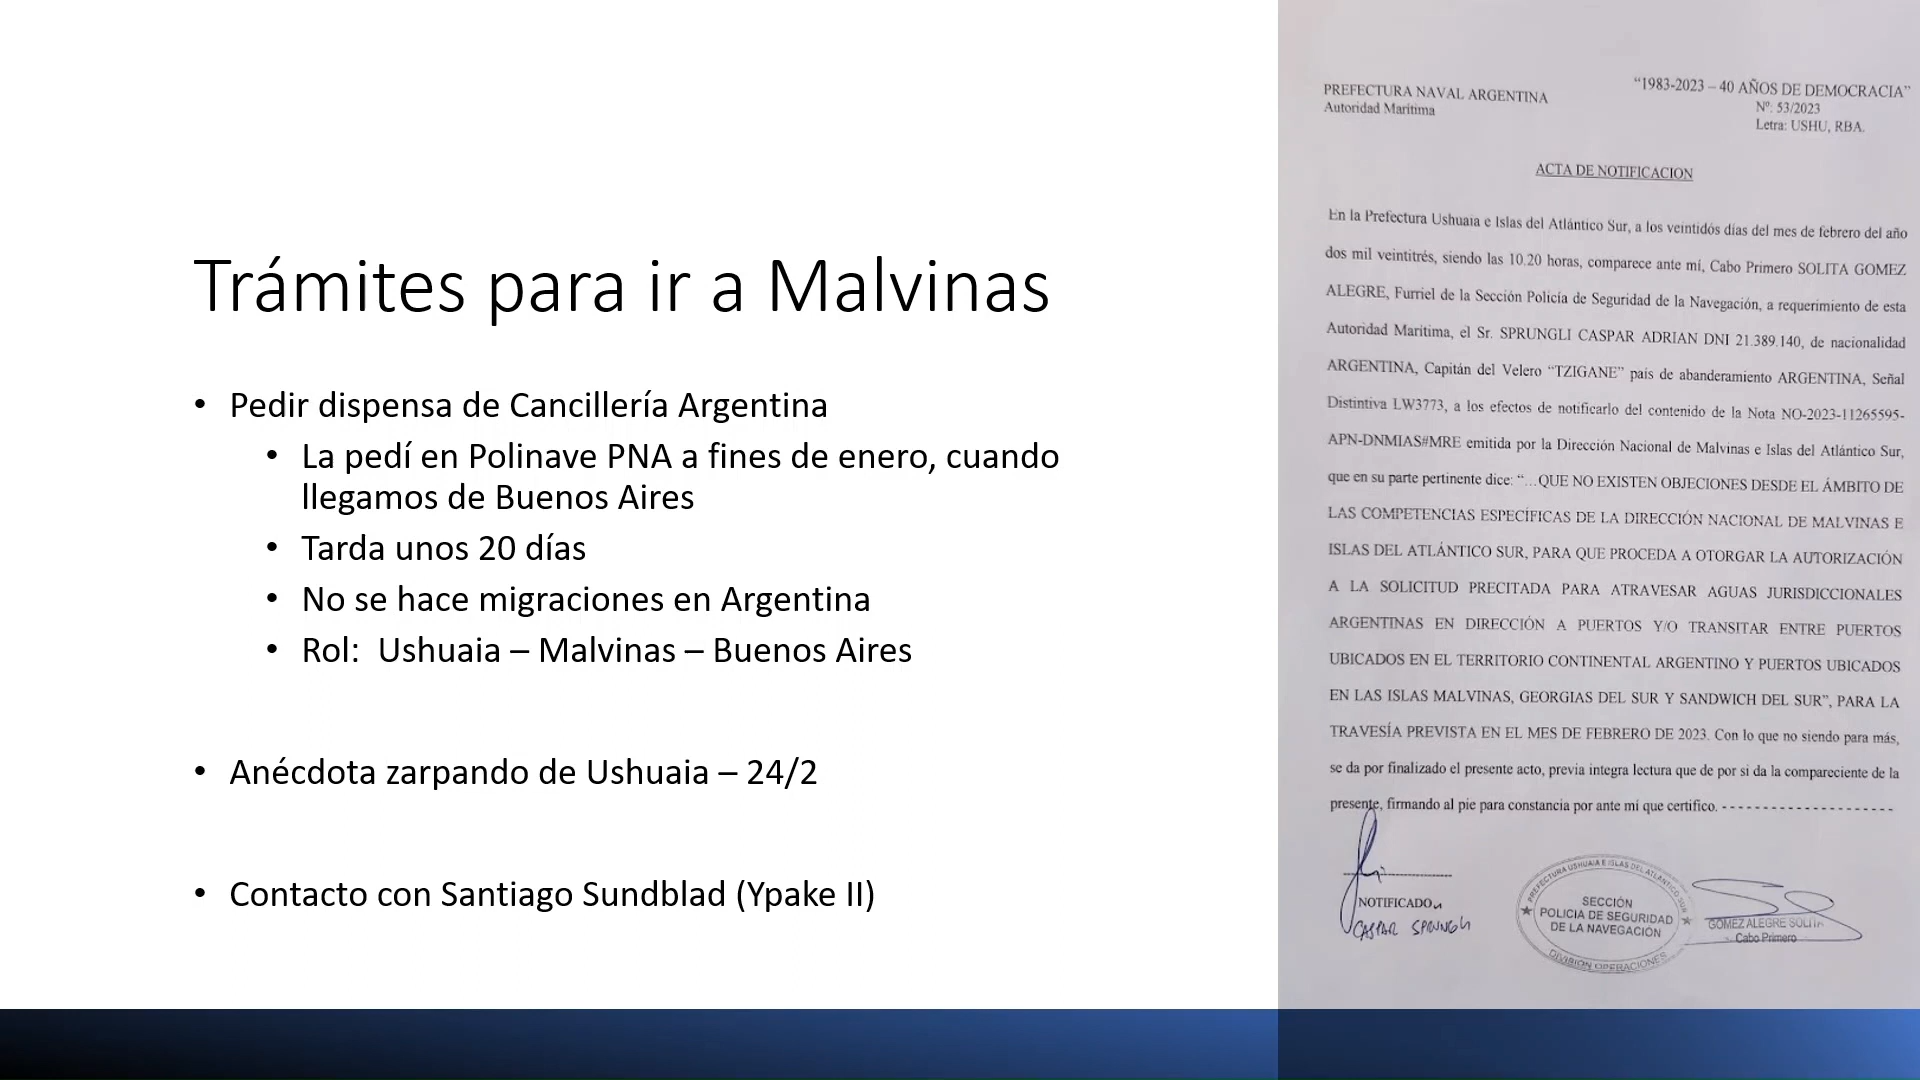 Trámites para ir a Malvinas
• Pedir dispensa de Cancillería Argentina
• La pedí en Polinave PNA a fines de enero, cuando
llegamos de Buenos Aires
• Tarda unos 20 días
• No se hace migraciones en Argentina
• Rol: Ushuaia – Malvinas – Buenos Aires
• Anécdota zarpando de Ushuaia – 24/2
• Contacto con Santiago Sundblad (Ypake II)
PREFECTURA NAVAL ARGENTINA
Autoridad Marítima
“1983-2023 – 40 AÑOS DE DEMOCRACIA”
Nº: 53/2023
Letra: USHU, RBA.
ACTA DE NOTIFICACION
En la Prefectura Ushuaia e Islas del Atlántico Sur, a los veintidós días del mes de febrero del año
dos mil veintitrés, siendo las 10.20 horas, comparece ante mí, Cabo Primero SOLITA GOMEZ
ALEGRE, Furriel de la Sección Policía de Seguridad de la Navegación, a requerimiento de esta
Autoridad Marítima, el Sr. SPRUNGLI CASPAR ADRIAN DNI 21.389.140, de nacionalidad
ARGENTINA, Capitán del Velero “TZIGANE” país de abanderamiento ARGENTINA, Señal
Distintiva LW3773, a los efectos de notificarlo del contenido de la Nota NO-2023-11265595-
APN-DNMIAS#MRE emitida por la Dirección Nacional de Malvinas e Islas del Atlántico Sur,
que en su parte pertinente dice: “…QUE NO EXISTEN OBJECIONES DESDE EL ÁMBITO DE
LAS COMPETENCIAS ESPECÍFICAS DE LA DIRECCIÓN NACIONAL DE MALVINAS E
ISLAS DEL ATLÁNTICO SUR, PARA QUE PROCEDA A OTORGAR LA AUTORIZACIÓN
A LA SOLICITUD PRECITADA PARA ATRAVESAR AGUAS JURISDICCIONALES
ARGENTINAS EN DIRECCIÓN A PUERTOS Y/O TRANSITAR ENTRE PUERTOS
UBICADOS EN EL TERRITORIO CONTINENTAL ARGENTINO Y PUERTOS UBICADOS
EN LAS ISLAS MALVINAS, GEORGIAS DEL SUR Y SANDWICH DEL SUR”, PARA LA
TRAVESÍA PREVISTA EN EL MES DE FEBRERO DE 2023. Con lo que no siendo para más,
se da por finalizado el presente acto, previa integra lectura que de por si da la compareciente de la
presente, firmando al pie para constancia por ante mí que certifico. - - - - - - - - - - - - - - - - - - - -
NOTIFICADO
CASPAR SPRUNGLI
PREFECTURA USHUAIA E ISLAS DEL ATLANTICO SUR
SECCIÓN
POLICIA DE SEGURIDAD
DE LA NAVEGACIÓN
DIVISIÓN OPERACIONES
GOMEZ ALEGRE SOLITA
Cabo Primero